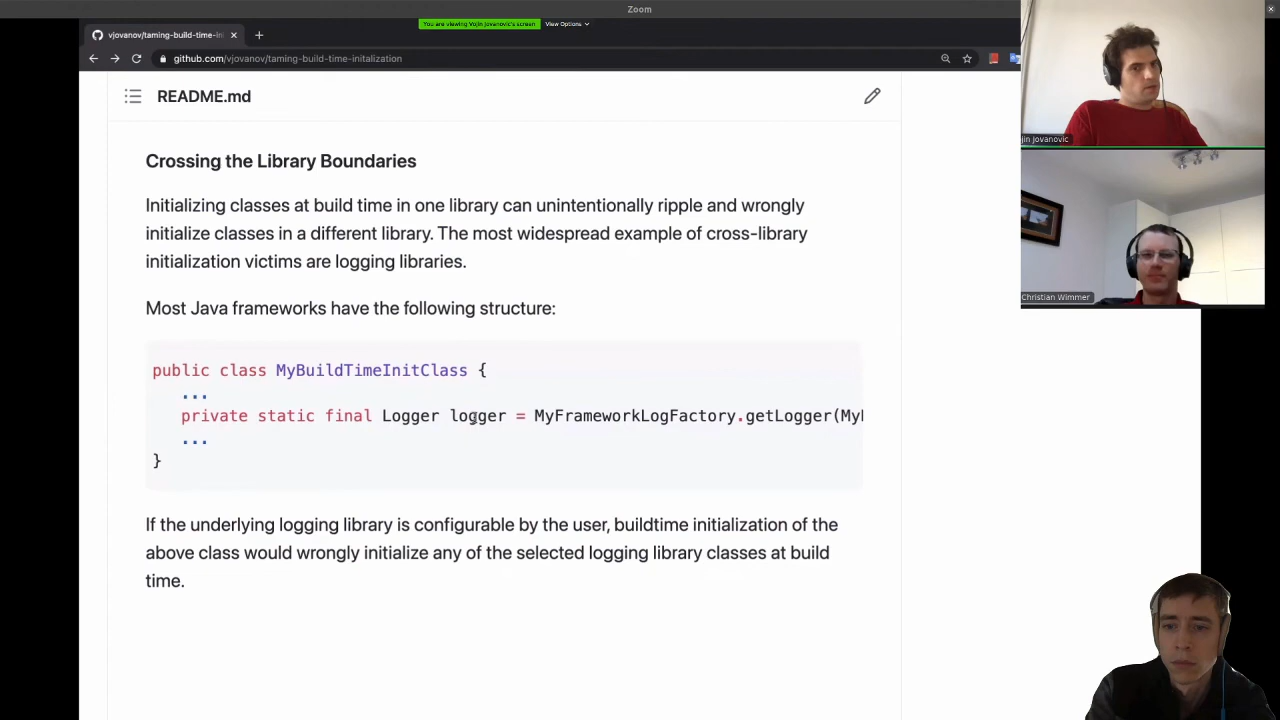 Zoom
You are viewing Vojin Jovanovic's screen
View Options
vjovanov/taming-build-time-ini
github.com/vjovanov/taming-build-time-initalization
README.md
Crossing the Library Boundaries
Initializing classes at build time in one library can unintentionally ripple and wrongly
initialize classes in a different library. The most widespread example of cross-library
initialization victims are logging libraries.
Most Java frameworks have the following structure:
public class MyBuildTimeInitClass {
...
private static final Logger logger = MyFrameworkLogFactory.getLogger(My
...
}
If the underlying logging library is configurable by the user, buildtime initialization of the
above class would wrongly initialize any of the selected logging library classes at build
time.
jin Jovanovic
Christian Wimmer